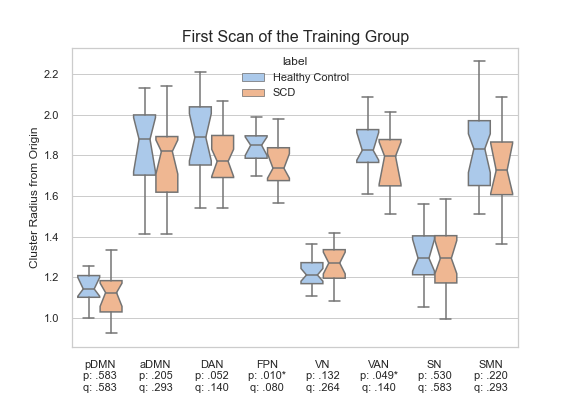 First Scan of the Training Group
label
Healthy Control
SCD
Cluster Radius from Origin
2.2
2.0
1.8
1.6
1.4
1.2
1.0
pDMN aDMN DAN FPN VN VAN SN SMN
p: .583 p: .205 p: .052 p: .010* p: .132 p: .049* p: .530 p: .220
q: .583 q: .293 q: .140 q: .080 q: .264 q: .140 q: .583 q: .293